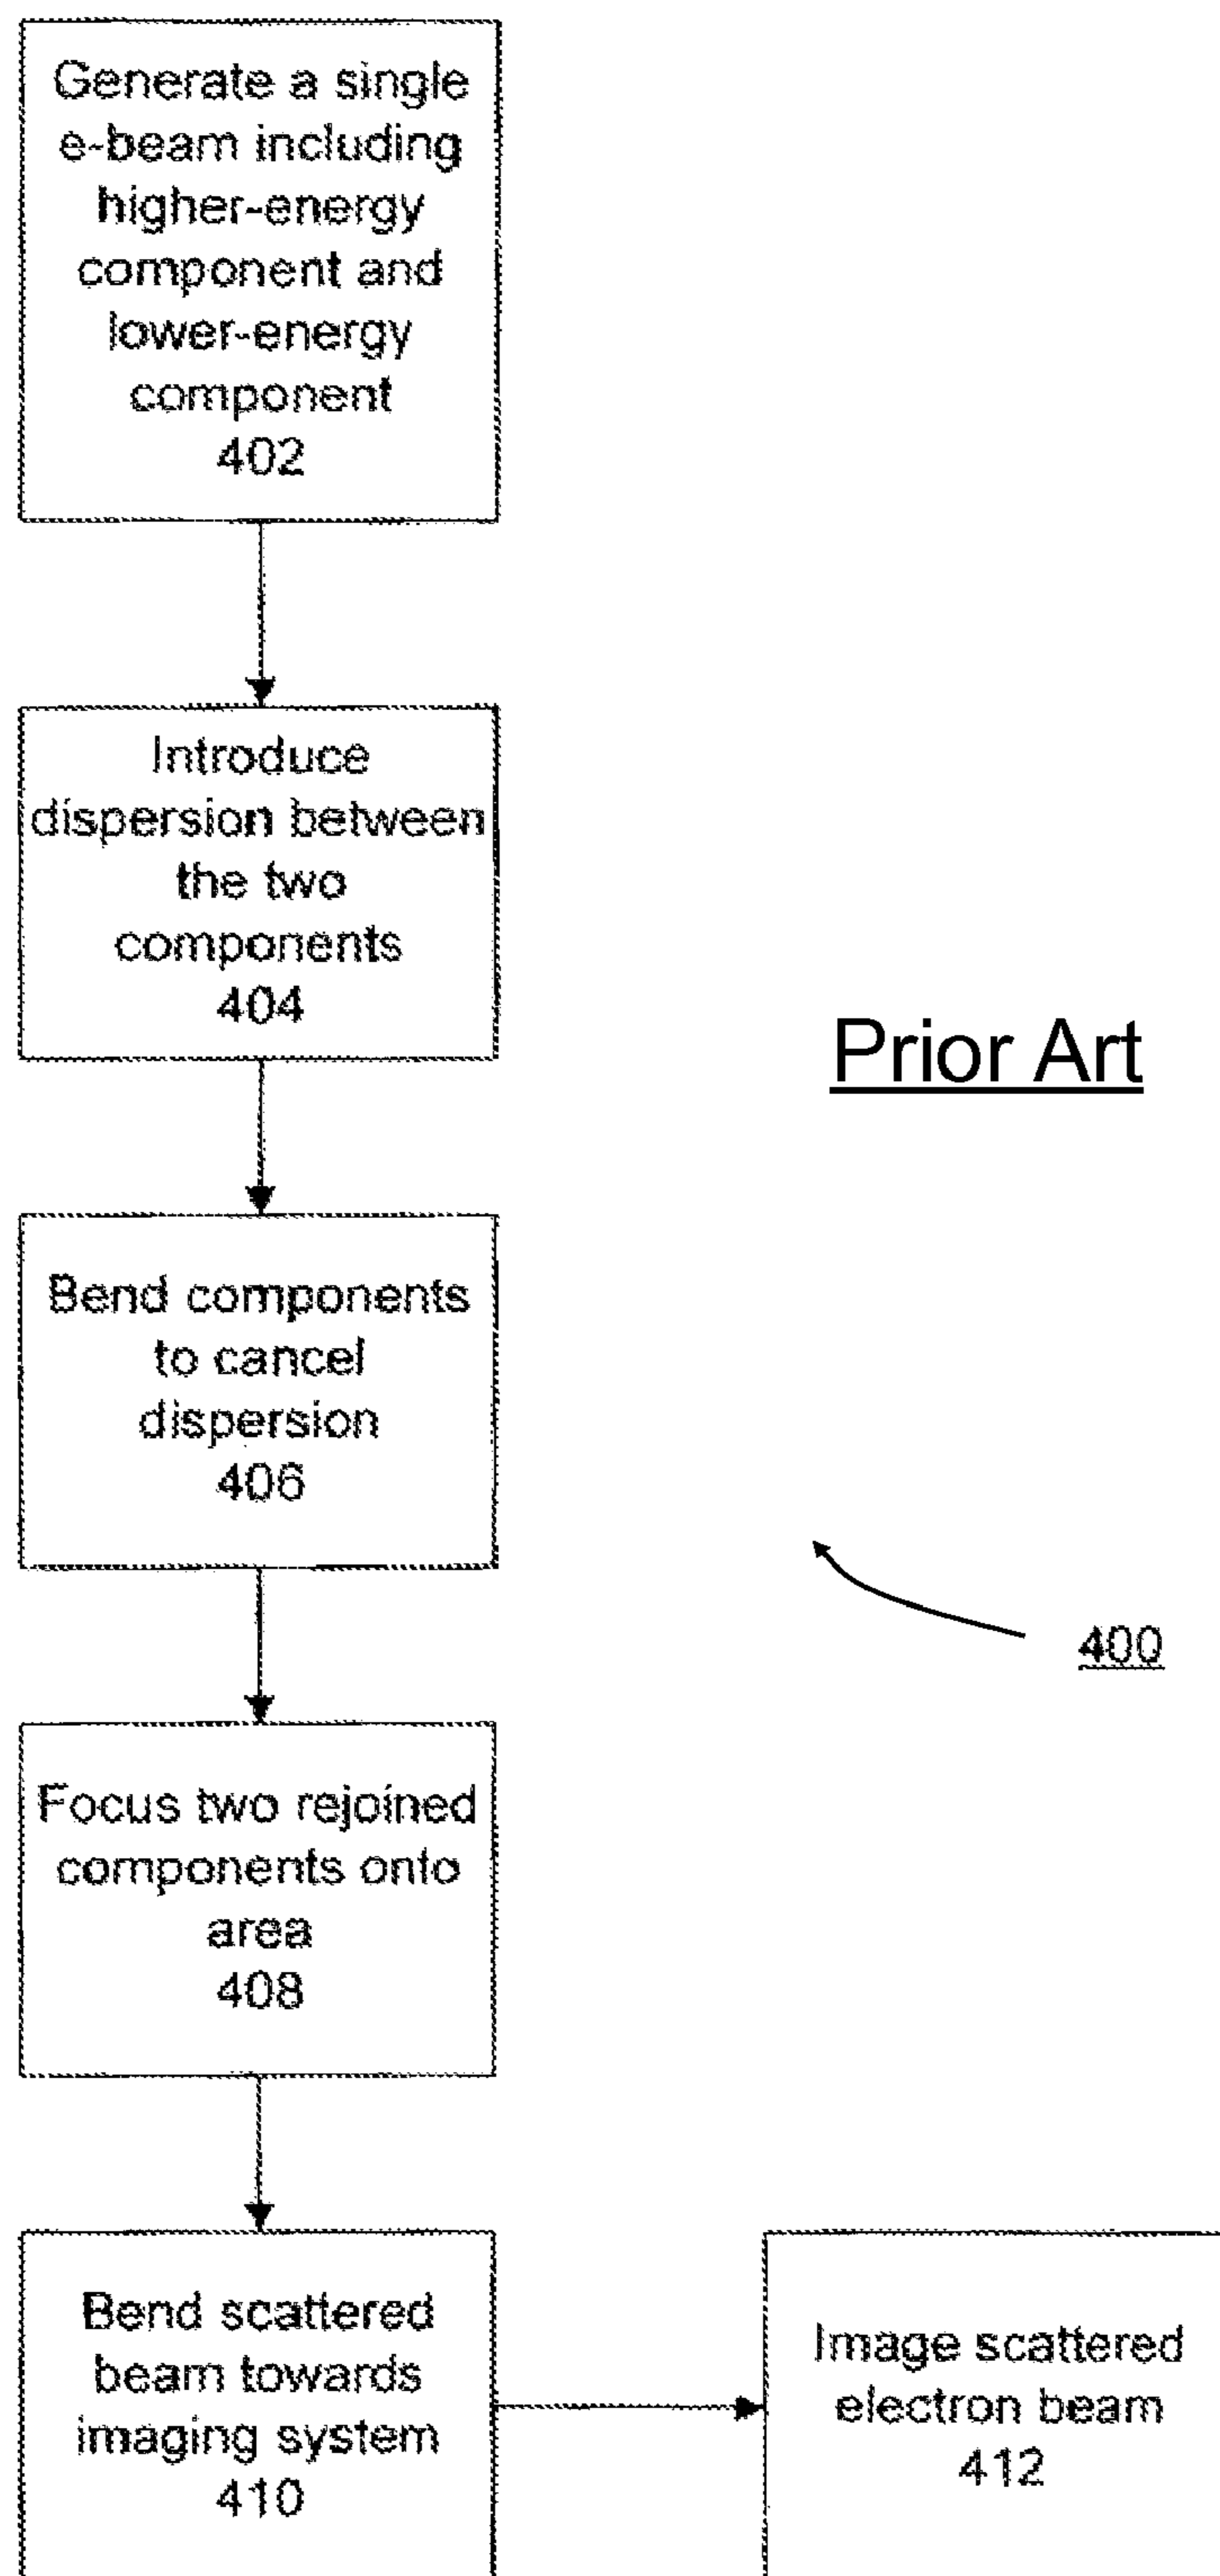 Generate a single
e-beam including
higher-energy
component and
lower-energy
component
402
Introduce
dispersion between
the two
components
404
Prior Art
Bend components
to cancel
dispersion
406
400
Focus two rejoined
components onto
area
408
Bend scattered
beam towards
imaging system
410
Image scattered
electron beam
412